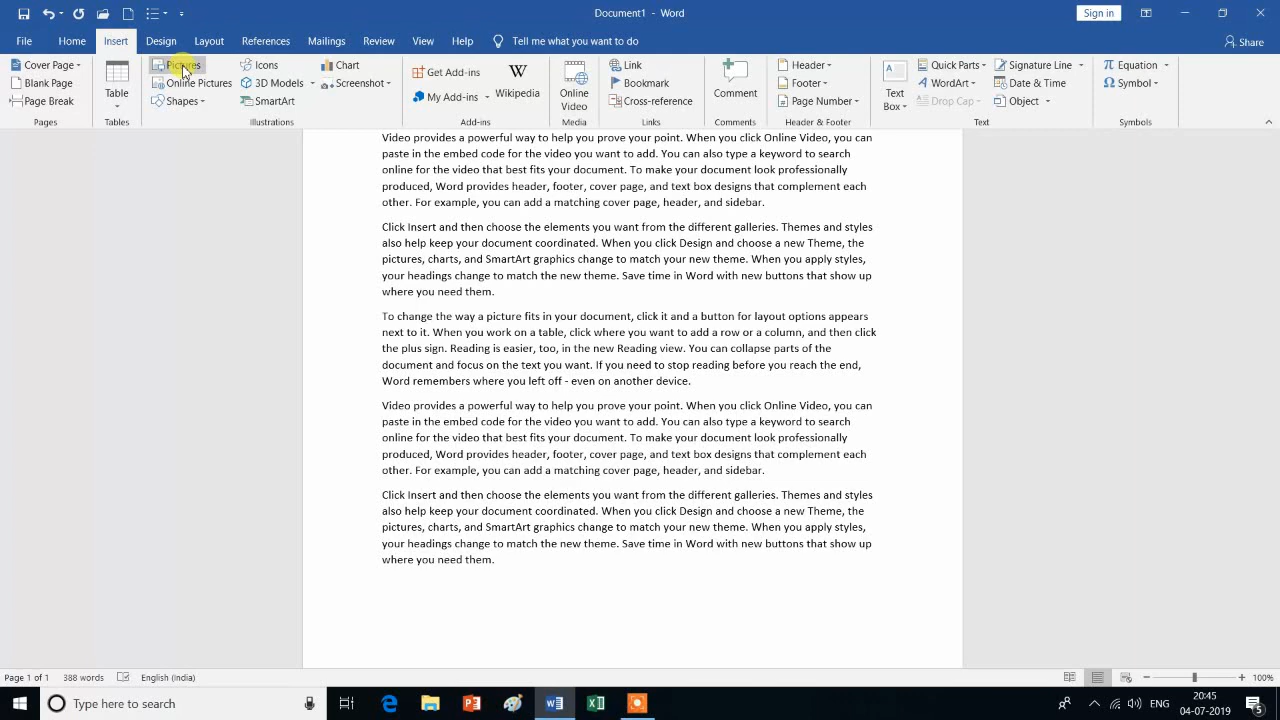 Document1 - Word
Sign in
File Home Insert Design Layout References Mailings Review View Help Tell me what you want to do
Share
Cover Page
Blank Page
Page Break
Pages
Table
Tables
Pictures
Online Pictures
Shapes
Icons
3D Models
SmartArt
Chart
Screenshot
Illustrations
Get Add-ins
My Add-ins
W
Wikipedia
Add-ins
Online
Video
Media
Link
Bookmark
Cross-reference
Links
Comment
Comments
Header
Footer
Page Number
Header & Footer
Text
Box
Quick Parts
WordArt
Drop Cap
Signature Line
Date & Time
Object
Text
Equation
Symbol
Symbols
Video provides a powerful way to help you prove your point. When you click Online Video, you can
paste in the embed code for the video you want to add. You can also type a keyword to search
online for the video that best fits your document. To make your document look professionally
produced, Word provides header, footer, cover page, and text box designs that complement each
other. For example, you can add a matching cover page, header, and sidebar.
Click Insert and then choose the elements you want from the different galleries. Themes and styles
also help keep your document coordinated. When you click Design and choose a new Theme, the
pictures, charts, and SmartArt graphics change to match your new theme. When you apply styles,
your headings change to match the new theme. Save time in Word with new buttons that show up
where you need them.
To change the way a picture fits in your document, click it and a button for layout options appears
next to it. When you work on a table, click where you want to add a row or a column, and then click
the plus sign. Reading is easier, too, in the new Reading view. You can collapse parts of the
document and focus on the text you want. If you need to stop reading before you reach the end,
Word remembers where you left off - even on another device.
Video provides a powerful way to help you prove your point. When you click Online Video, you can
paste in the embed code for the video you want to add. You can also type a keyword to search
online for the video that best fits your document. To make your document look professionally
produced, Word provides header, footer, cover page, and text box designs that complement each
other. For example, you can add a matching cover page, header, and sidebar.
Click Insert and then choose the elements you want from the different galleries. Themes and styles
also help keep your document coordinated. When you click Design and choose a new Theme, the
pictures, charts, and SmartArt graphics change to match your new theme. When you apply styles,
your headings change to match the new theme. Save time in Word with new buttons that show up
where you need them.
Page 1 of 1 388 words English (India)
100%
Type here to search
ENG
20:45
04-07-2019
5